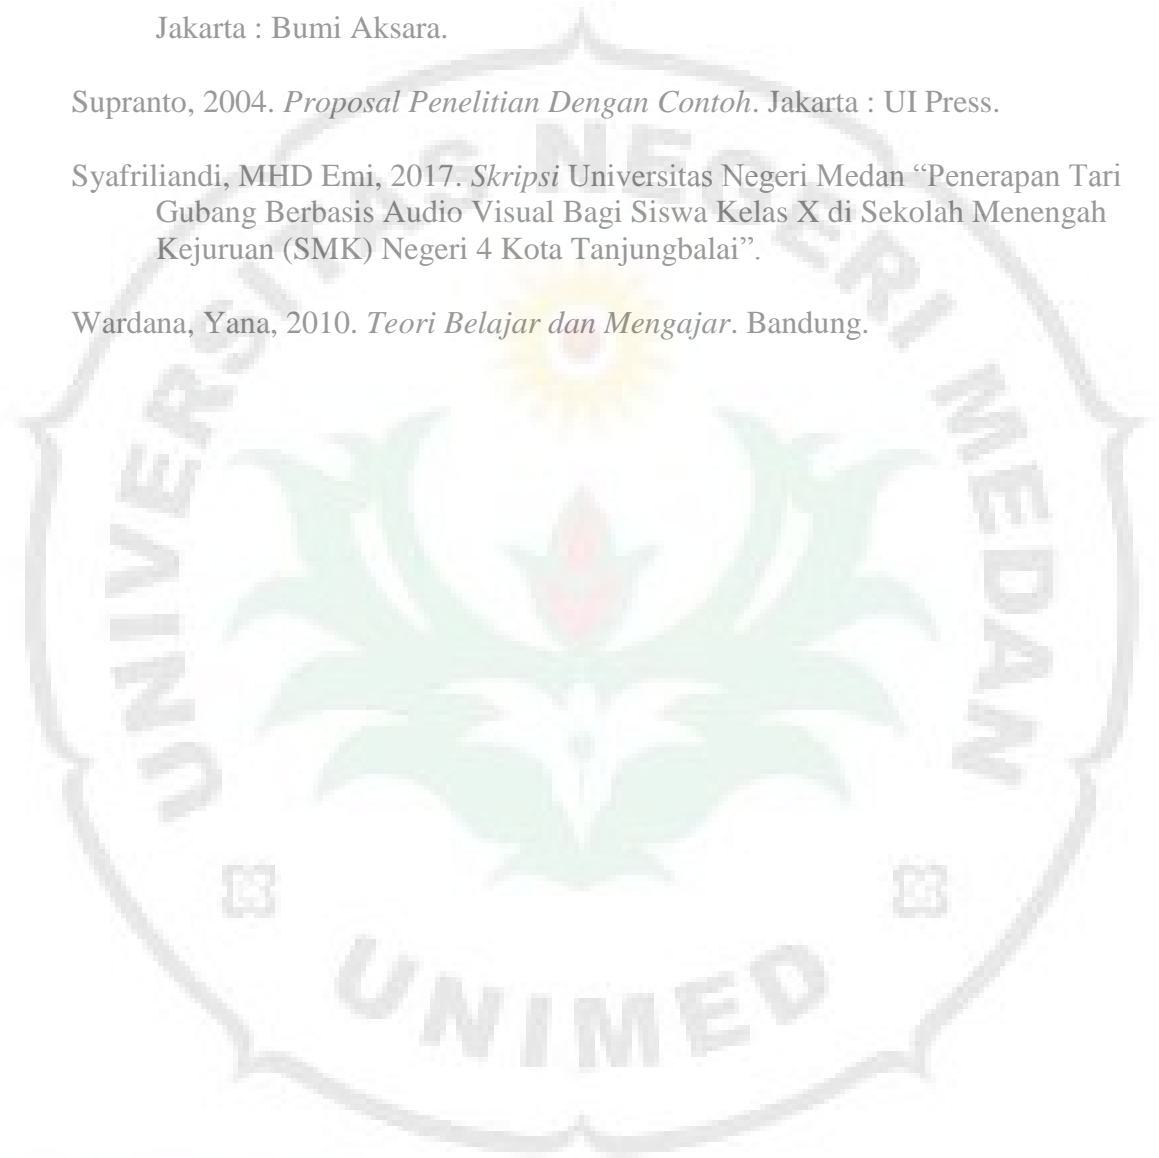 Jakarta : Bumi Aksara.
Supranto, 2004. Proposal Penelitian Dengan Contoh. Jakarta : UI Press.
Syafriliandi, MHD Emi, 2017. Skripsi Universitas Negeri Medan “Penerapan Tari
Gubang Berbasis Audio Visual Bagi Siswa Kelas X di Sekolah Menengah
Kejuruan (SMK) Negeri 4 Kota Tanjungbalai”.
Wardana, Yana, 2010. Teori Belajar dan Mengajar. Bandung.
UNIVERSITAS NEGERI MEDAN
UNIMED